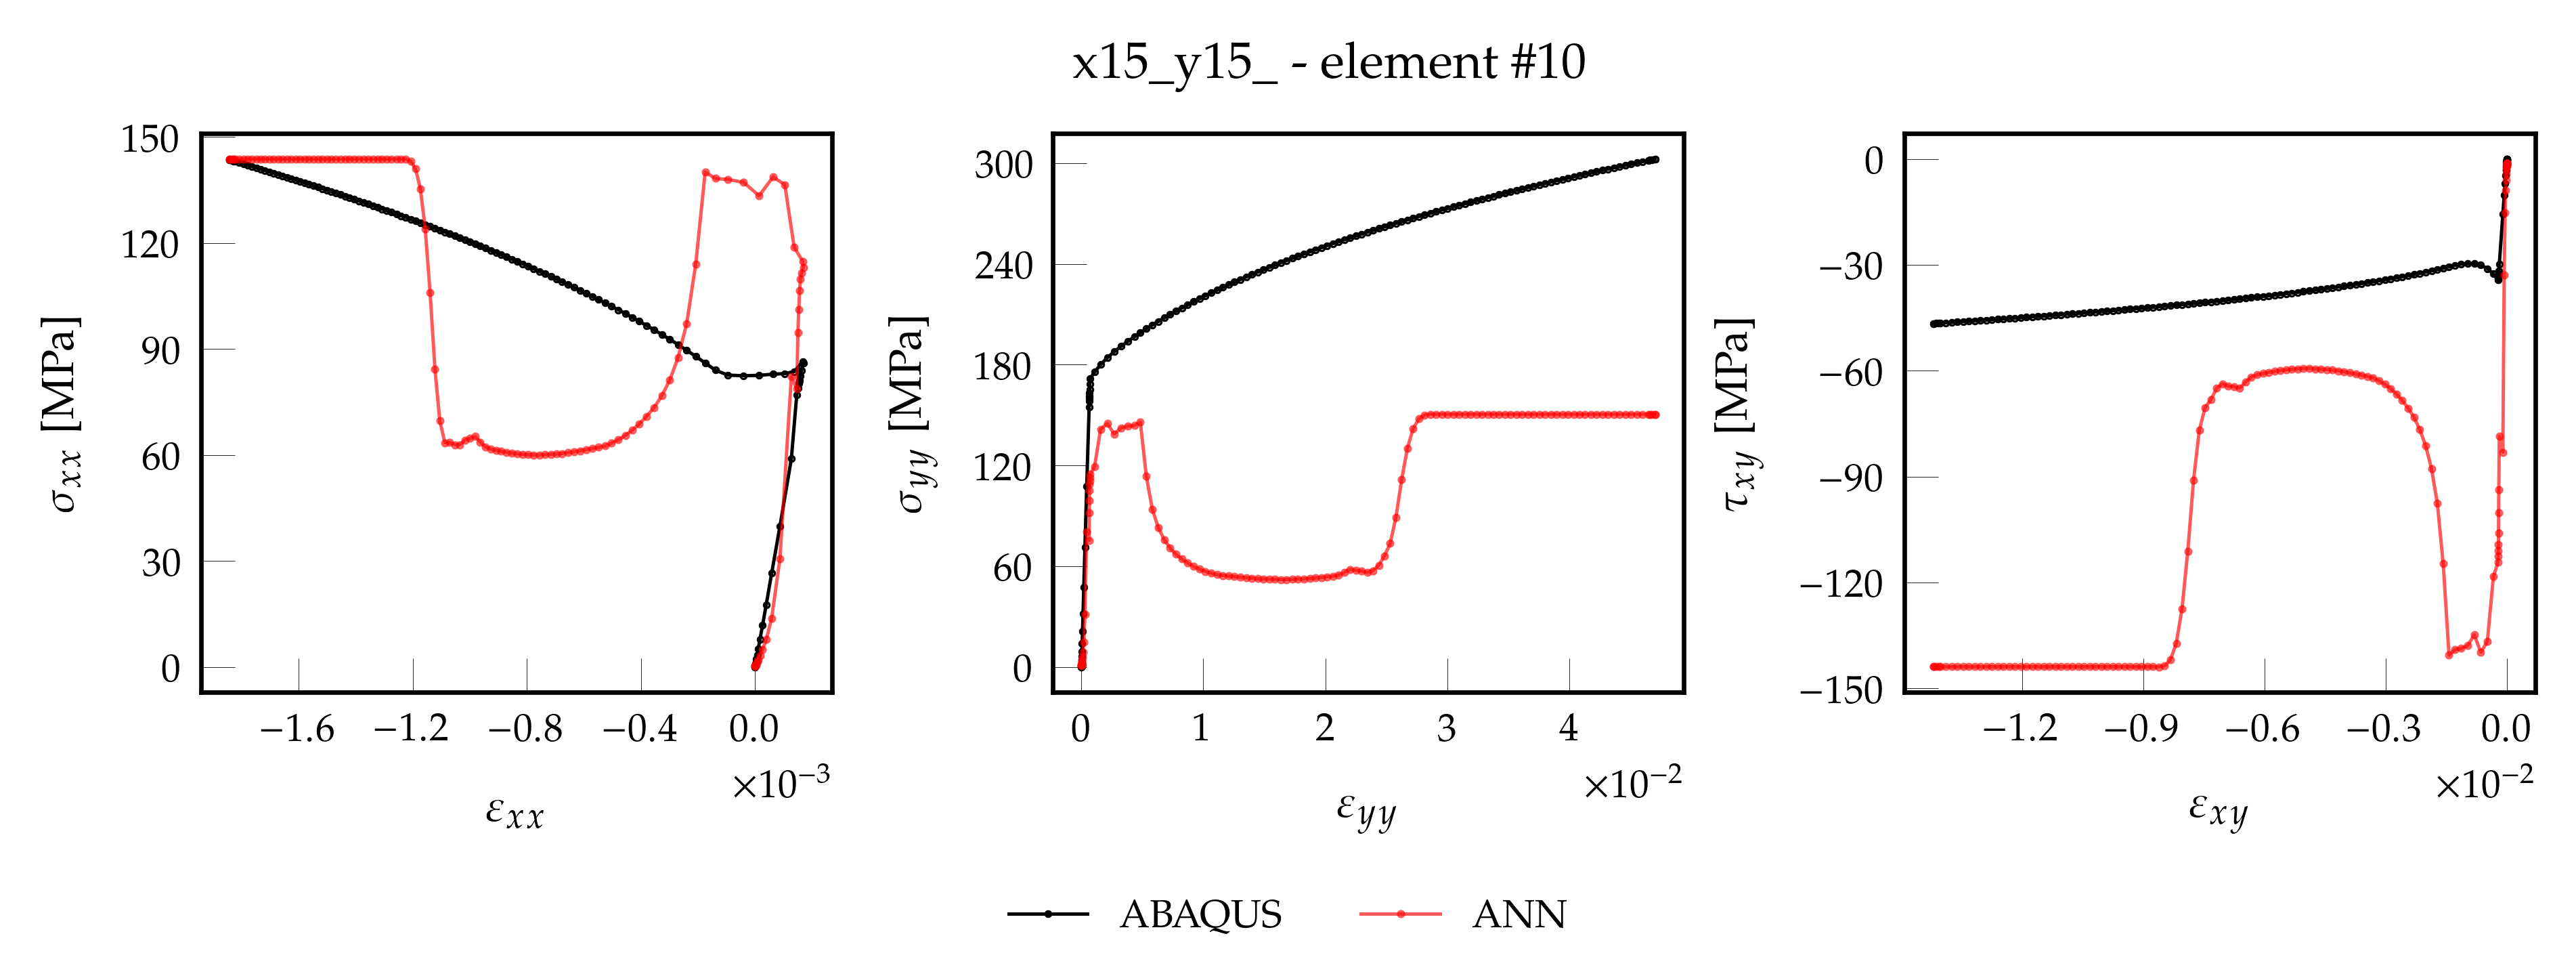 x15_y15_ - element #10
150
120
90
60
30
0
σxx [MPa]
−1.6 −1.2 −0.8 −0.4 0.0
×10−3
εxx
300
240
180
120
60
0
σyy [MPa]
0 1 2 3 4
×10−2
εyy
0
−30
−60
−90
−120
−150
τxy [MPa]
−1.2 −0.9 −0.6 −0.3 0.0
×10−2
εxy
ABAQUS ANN